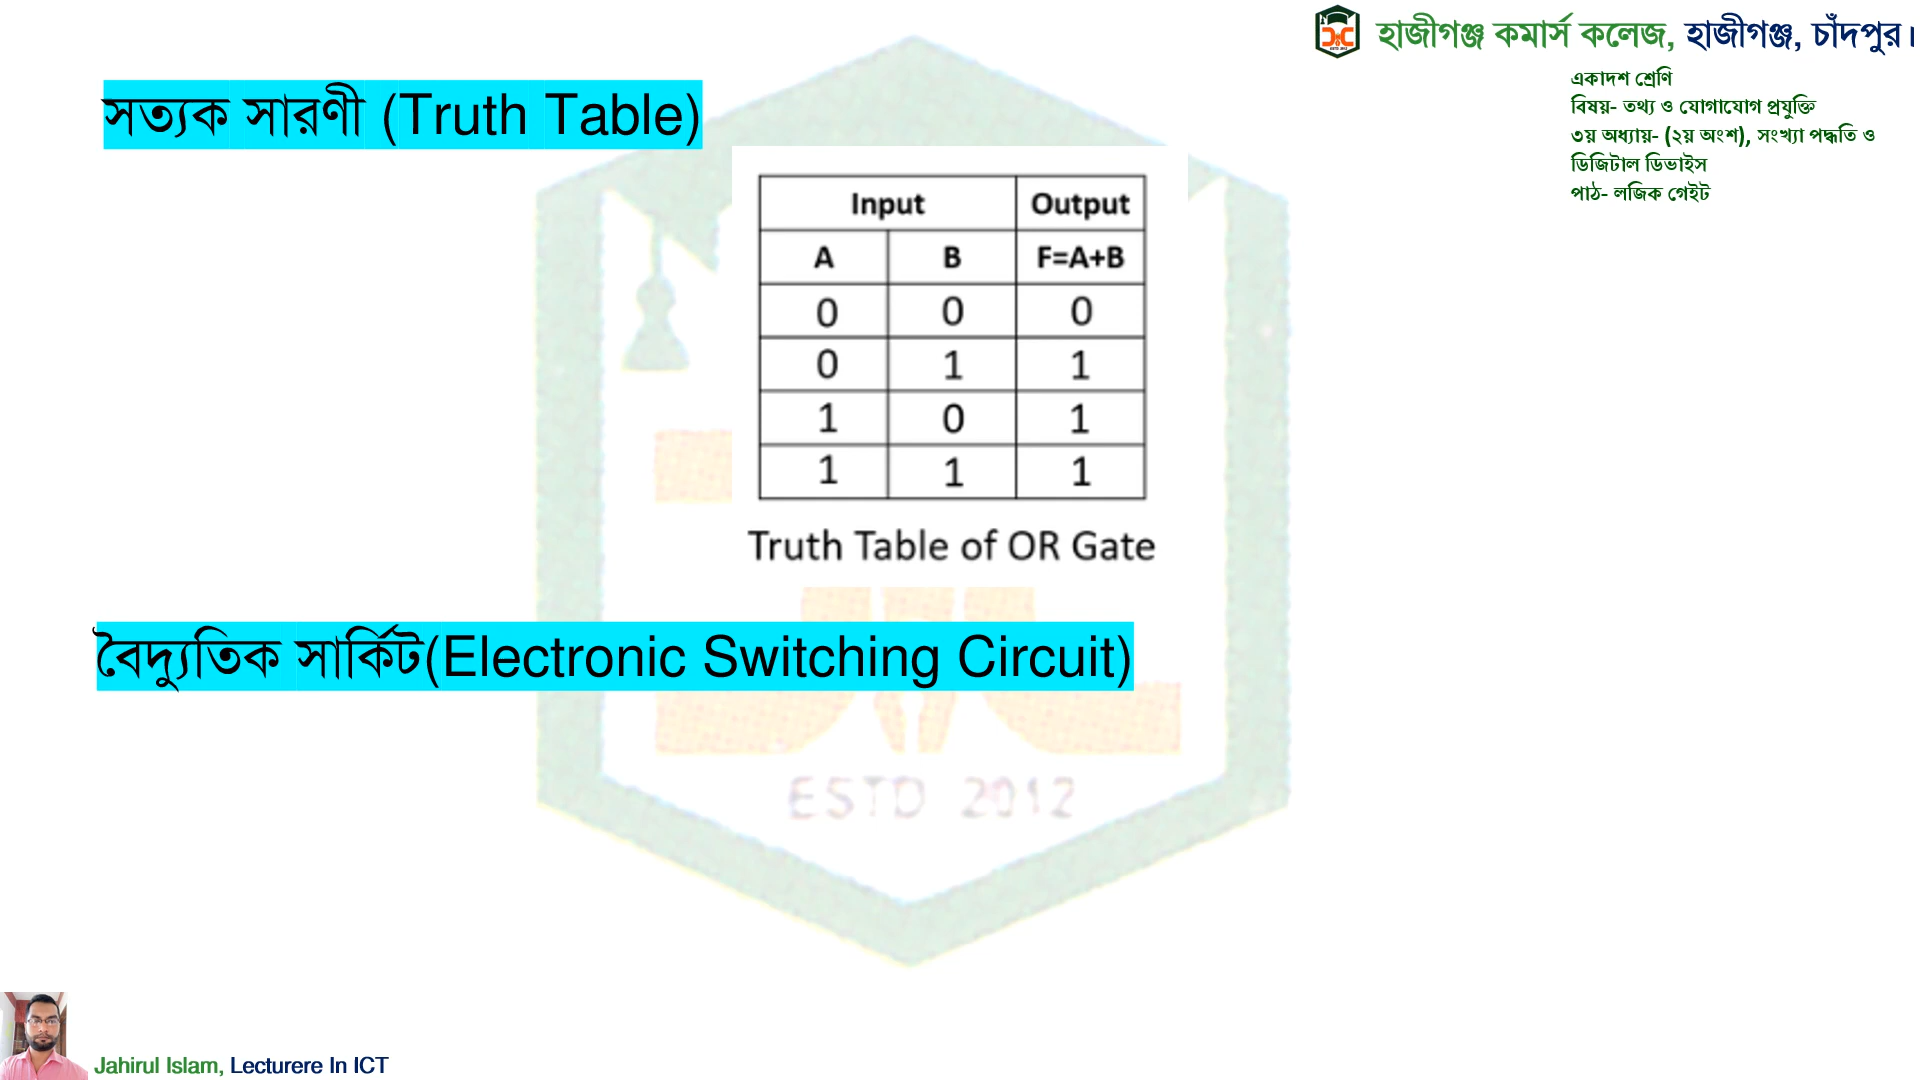 হাজীগঞ্জ কমার্স কলেজ, হাজীগঞ্জ, চাঁদপুর।
একাদশ শ্রেণি
বিষয়- তথ্য ও যোগাযোগ প্রযুক্তি
৩য় অধ্যায়- (২য় অংশ), সংখ্যা পদ্ধতি ও
ডিজিটাল ডিভাইস
পাঠ- লজিক গেইট
সত্যক সারণী (Truth Table)
Input Output
A B F=A+B
0 0 0
0 1 1
1 0 1
1 1 1
Truth Table of OR Gate
বৈদ্যুতিক সার্কিট(Electronic Switching Circuit)
ESTD 2012
Jahirul Islam, Lecturere In ICT